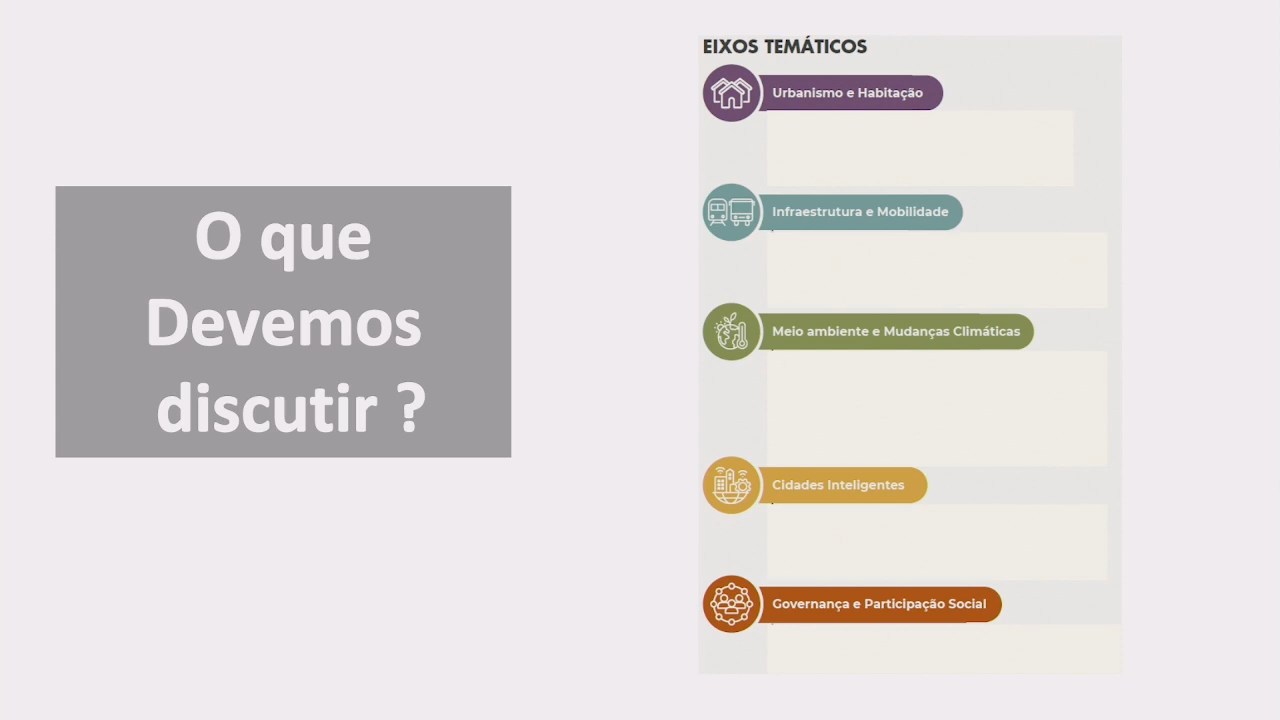 O que
Devemos
discutir ?
EIXOS TEMÁTICOS
Urbanismo e Habitação
Infraestrutura e Mobilidade
Meio ambiente e Mudanças Climáticas
Cidades Inteligentes
Governança e Participação Social